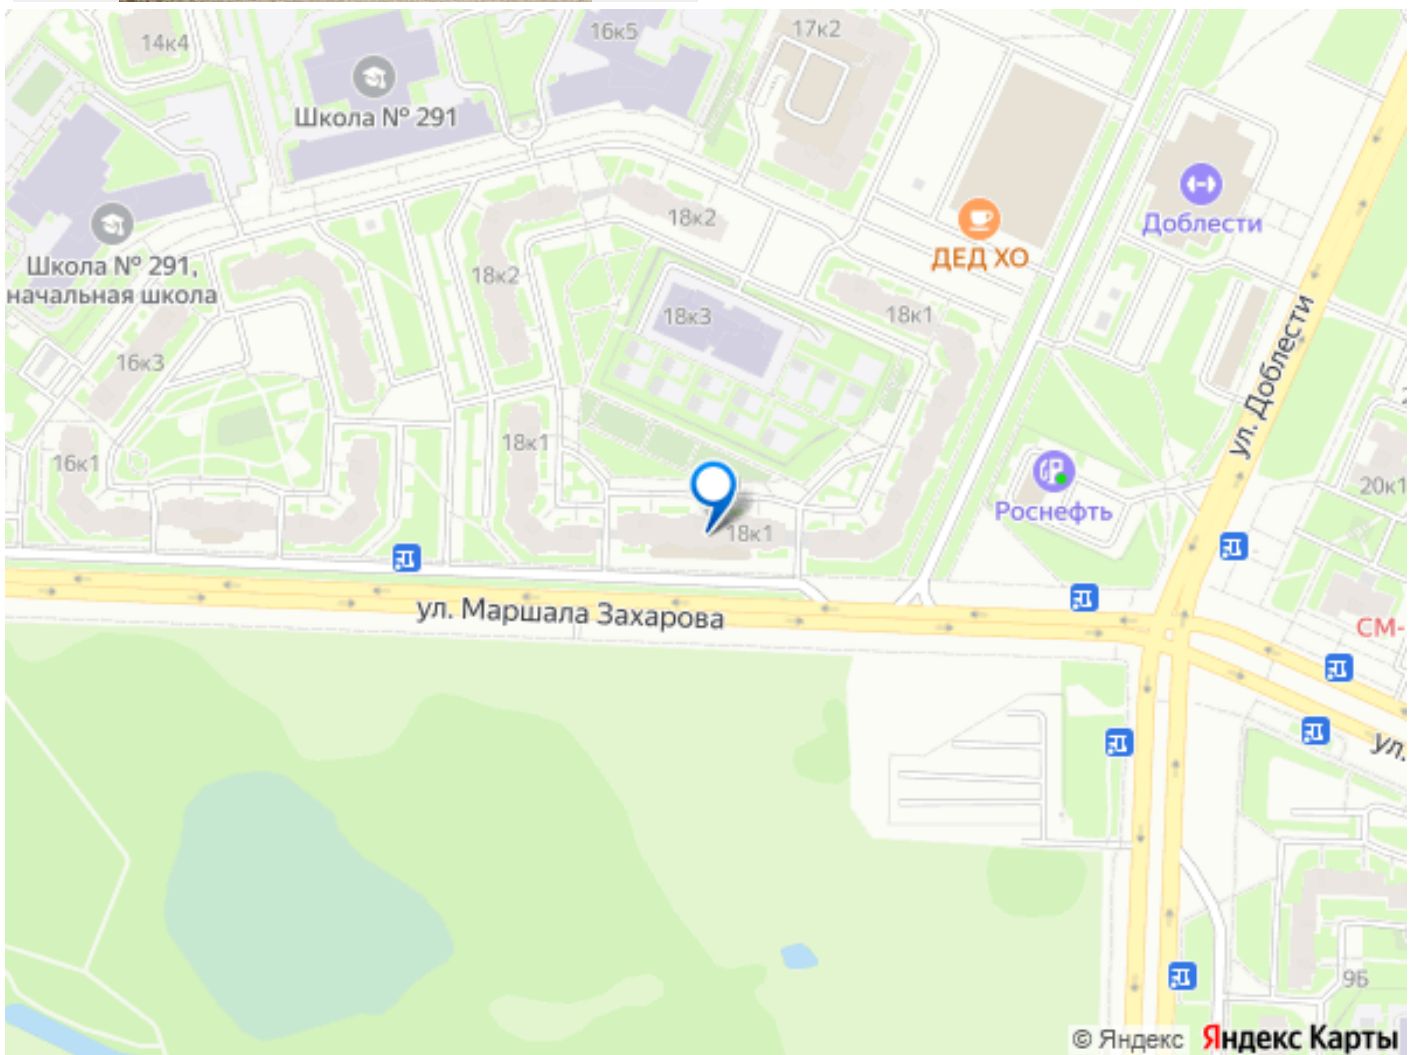 14к4
16к5
17к2
Школа № 291
Доблести
18к2
ДЕД ХО
Школа № 291,
начальная школа
18к2
18к3
18к1
16к3
ул. Доблести
18к1
16к1
20к1
Роснефть
18к1
ул. Маршала Захарова
СМ-
ул.
9Б
© Яндекс Яндекс Карты